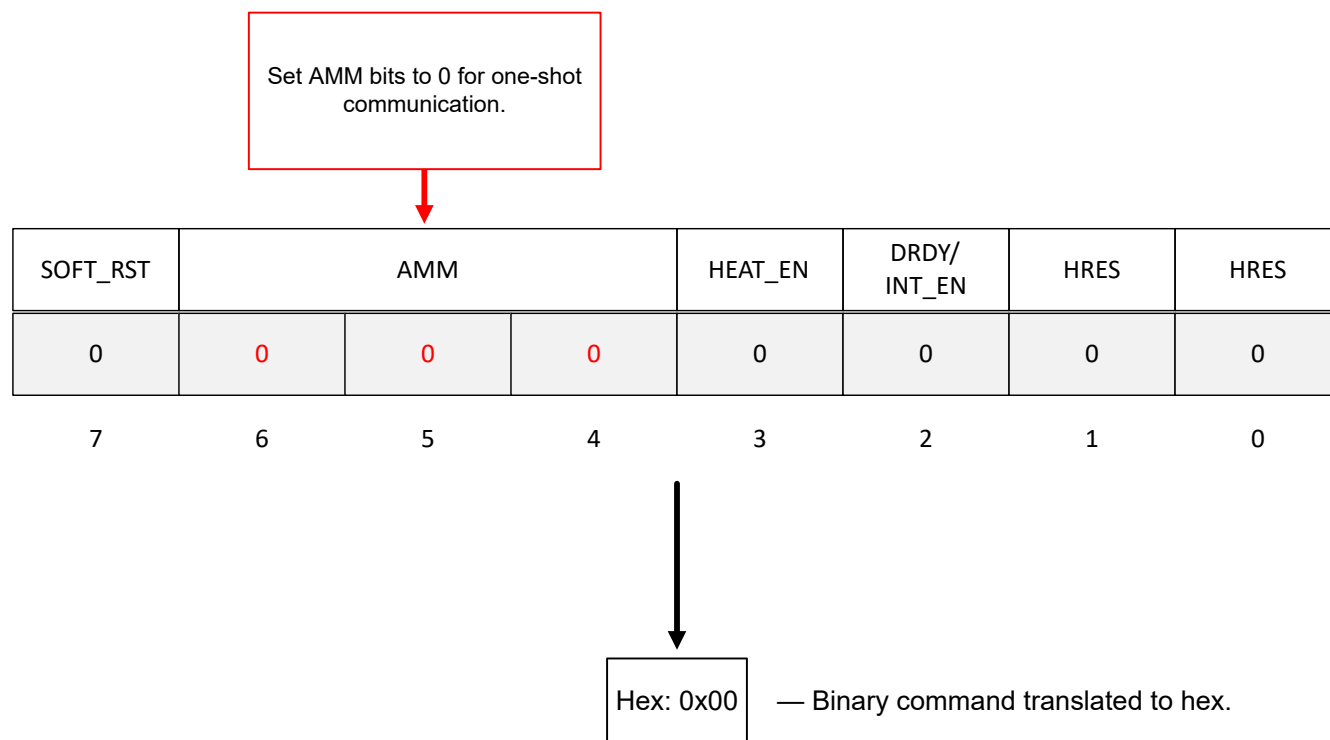 Set AMM bits to 0 for one-shot
communication.
SOFT_RST AMM HEAT_EN DRDY/ HRES HRES
INT_EN
0 0 0 0 0 0 0 0
7 6 5 4 3 2 1 0
Hex: 0x00 — Binary command translated to hex.